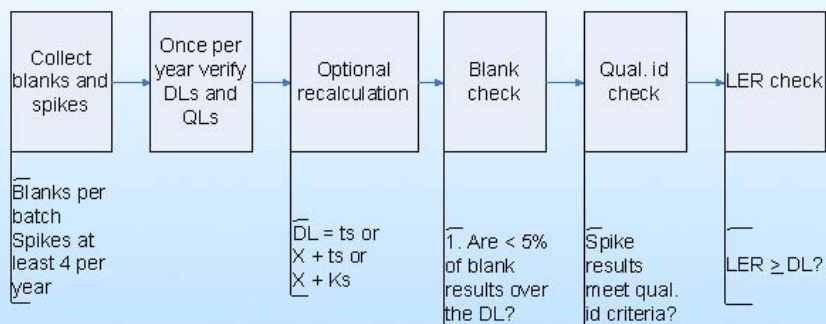 Collect
blanks and
spikes
Once per
year verify
DLs and
QLs
Optional
recalculation
Blank
check
Qual. id
check
LER check
Blanks per
batch
Spikes at
least 4 per
year
DL = ts or
X + ts or
X + Ks
1. Are < 5%
of blank
results over
the DL?
Spike
results
meet qual.
id criteria?
LER ≥ DL?